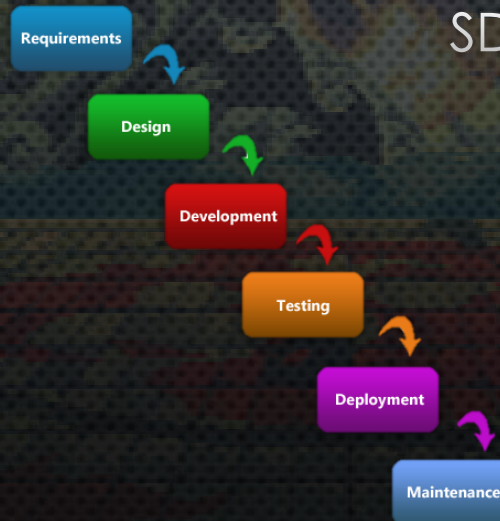 SD
Requirements
Design
Development
Testing
Deployment
Maintenance